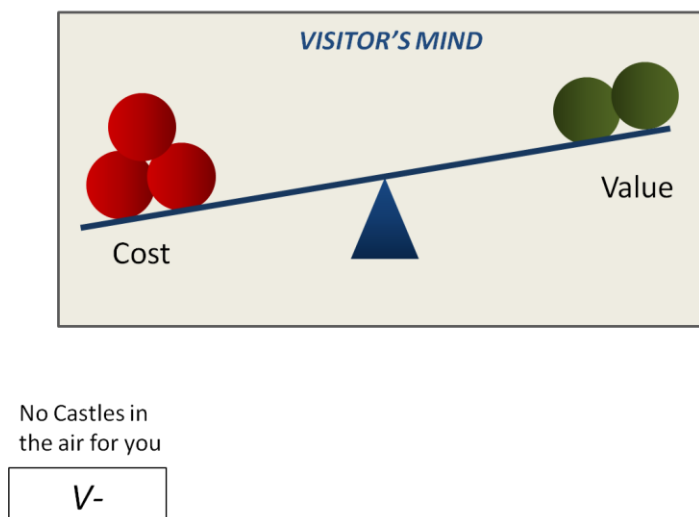 VISITOR'S MIND
Value
Cost
No Castles in
the air for you
V-